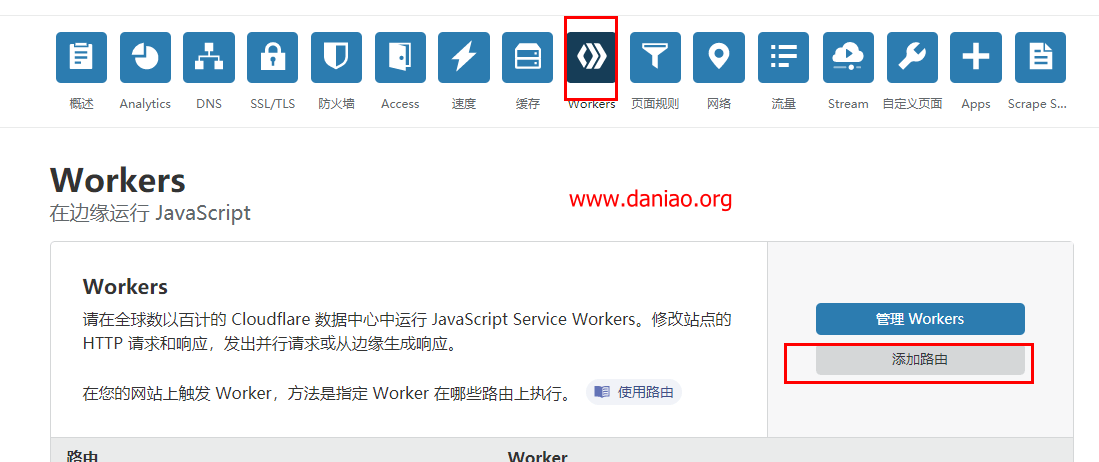 概述 Analytics DNS SSL/TLS 防火墙 Access 速度 缓存 Workers 页面规则 网络 流量 Stream 自定义页面 Apps Scrape S...
Workers
www.daniao.org
在边缘运行 JavaScript
Workers
请在全球数以百计的 Cloudflare 数据中心中运行 JavaScript Service Workers。修改站点的
HTTP 请求和响应，发出并行请求或从边缘生成响应。
管理 Workers
添加路由
在您的网站上触发 Worker，方法是指定 Worker 在哪些路由上执行。 使用路由
路由 Worker